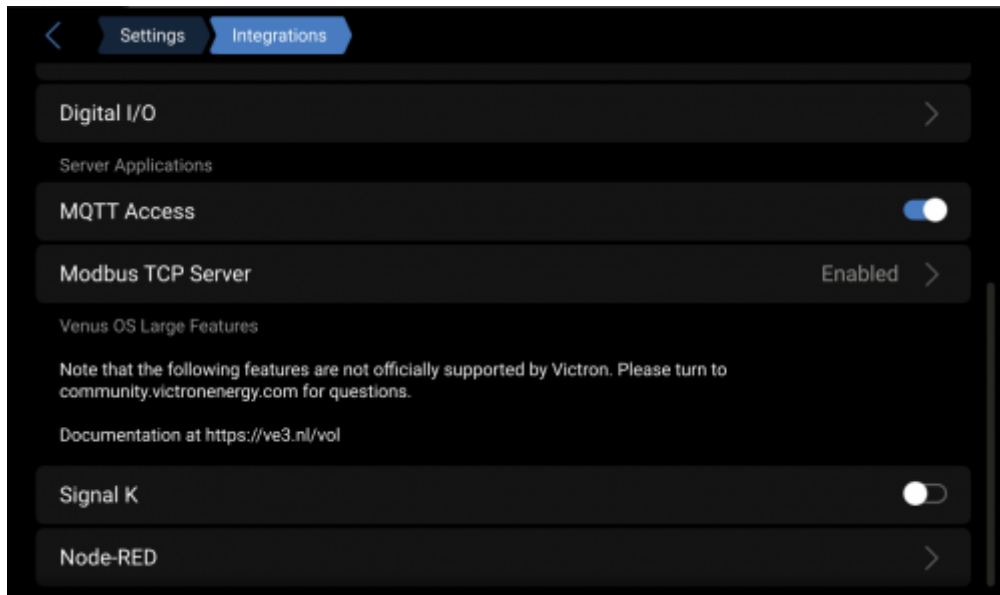 Settings
Integrations
Digital I/O
Server Applications
MQTT Access
Modbus TCP Server
Enabled
Venus OS Large Features
Note that the following features are not officially supported by Victron. Please turn to
community.victronenergy.com for questions.
Documentation at https://ve3.nl/vol
Signal K
Node-RED